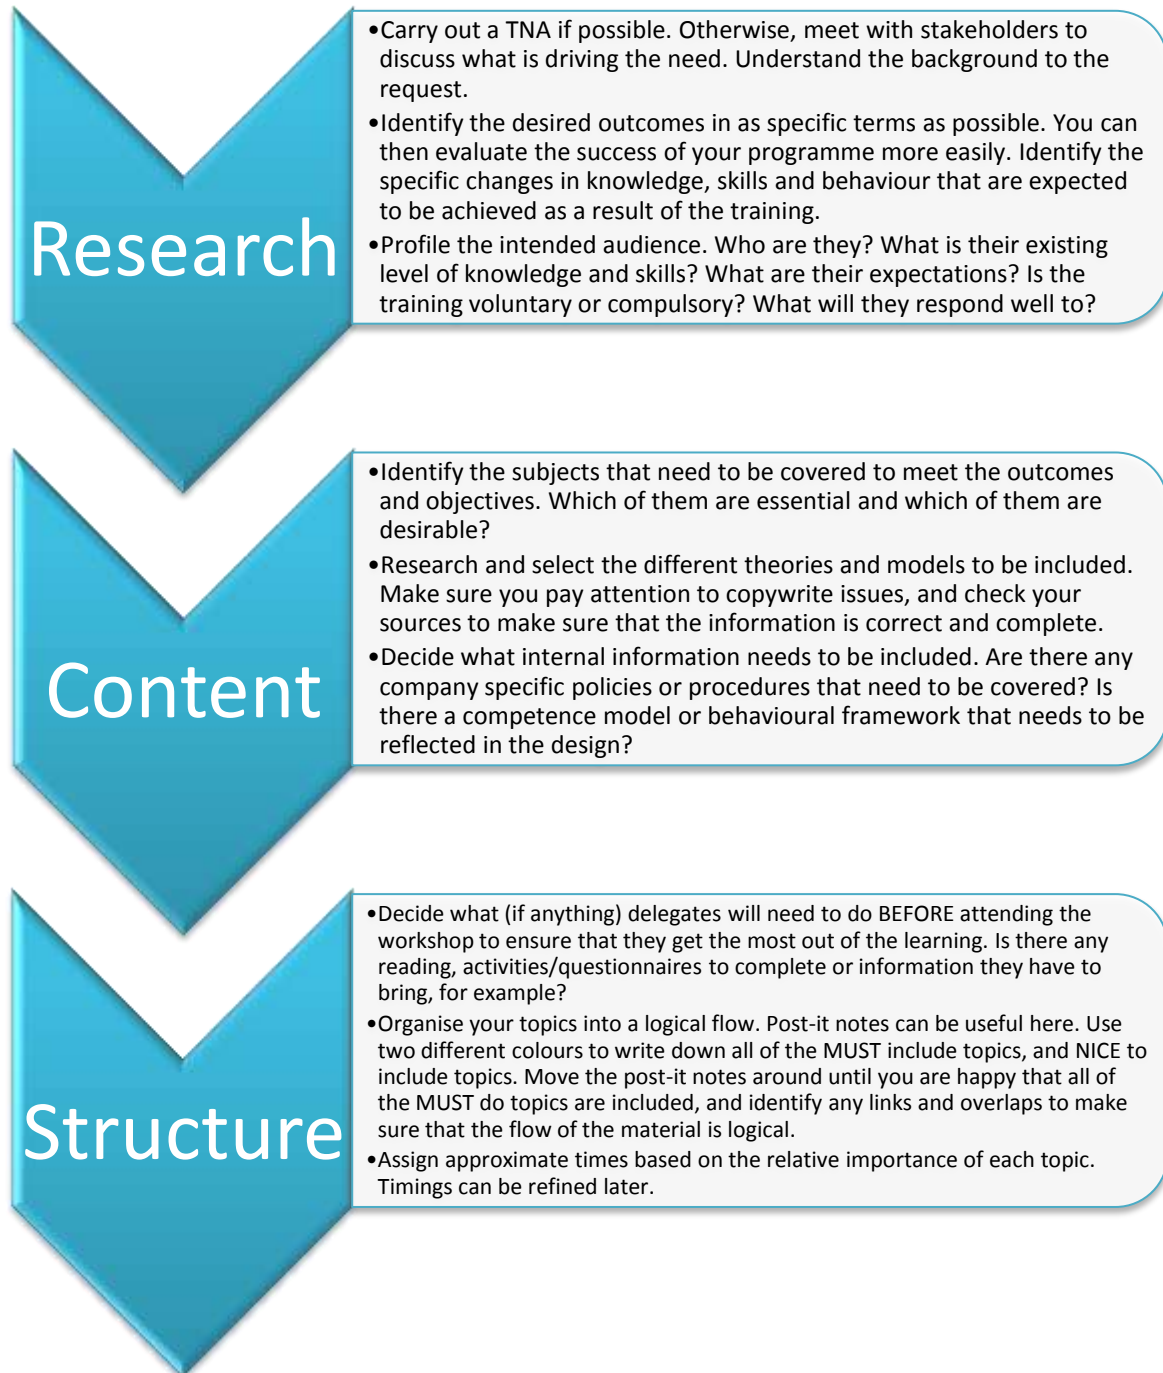 Research
•Carry out a TNA if possible. Otherwise, meet with stakeholders to
discuss what is driving the need. Understand the background to the
request.
•Identify the desired outcomes in as specific terms as possible. You can
then evaluate the success of your programme more easily. Identify the
specific changes in knowledge, skills and behaviour that are expected
to be achieved as a result of the training.
•Profile the intended audience. Who are they? What is their existing
level of knowledge and skills? What are their expectations? Is the
training voluntary or compulsory? What will they respond well to?
Content
•Identify the subjects that need to be covered to meet the outcomes
and objectives. Which of them are essential and which of them are
desirable?
•Research and select the different theories and models to be included.
Make sure you pay attention to copywrite issues, and check your
sources to make sure that the information is correct and complete.
•Decide what internal information needs to be included. Are there any
company specific policies or procedures that need to be covered? Is
there a competence model or behavioural framework that needs to be
reflected in the design?
Structure
•Decide what (if anything) delegates will need to do BEFORE attending the
workshop to ensure that they get the most out of the learning. Is there any
reading, activities/questionnaires to complete or information they have to
bring, for example?
•Organise your topics into a logical flow. Post-it notes can be useful here. Use
two different colours to write down all of the MUST include topics, and NICE to
include topics. Move the post-it notes around until you are happy that all of
the MUST do topics are included, and identify any links and overlaps to make
sure that the flow of the material is logical.
•Assign approximate times based on the relative importance of each topic.
Timings can be refined later.